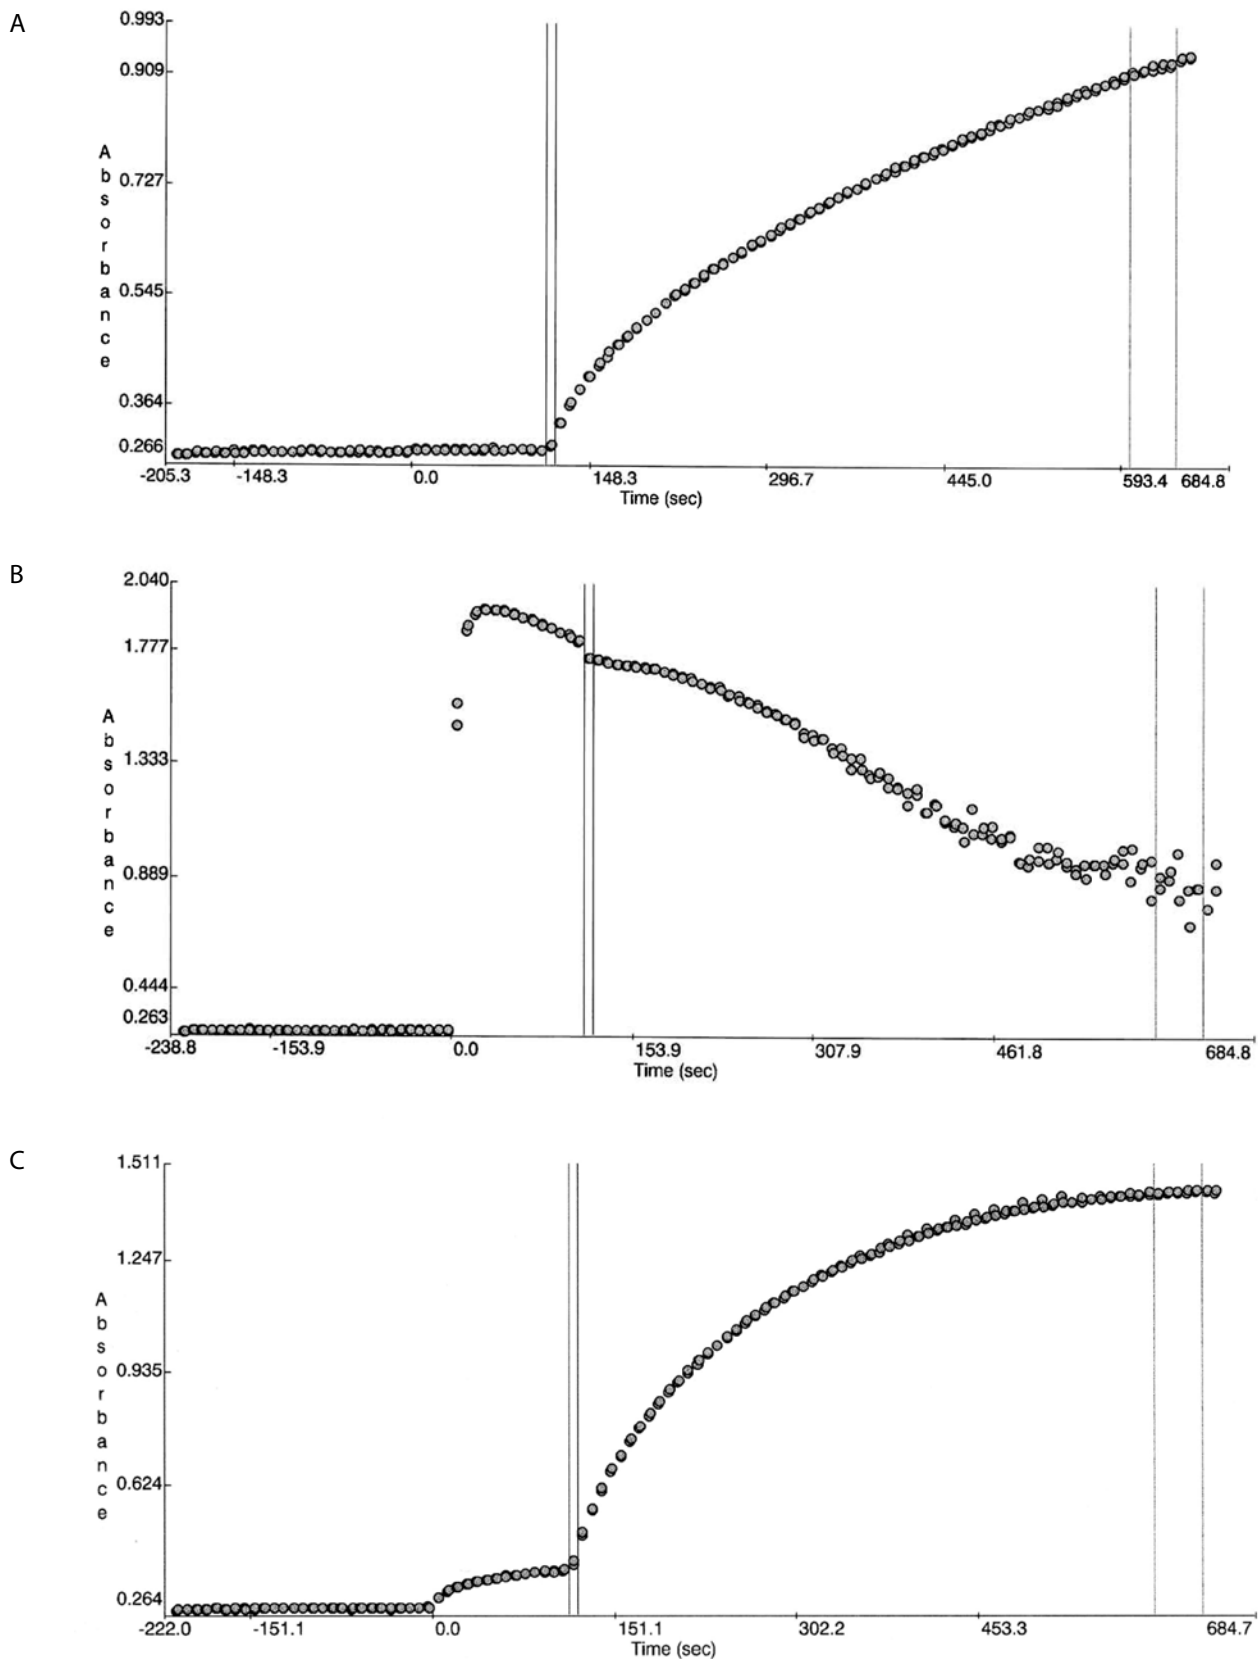 A
0.993
0.909
0.727
0.545
0.364
0.266
Absorbance
-205.3 -148.3 0.0 148.3 296.7 445.0 593.4 684.8
Time (sec)
B
2.040
1.777
1.333
0.889
0.444
0.263
Absorbance
-238.8 -153.9 0.0 153.9 307.9 461.8 684.8
Time (sec)
C
1.511
1.247
0.935
0.624
0.264
Absorbance
-222.0 -151.1 0.0 151.1 302.2 453.3 684.7
Time (sec)